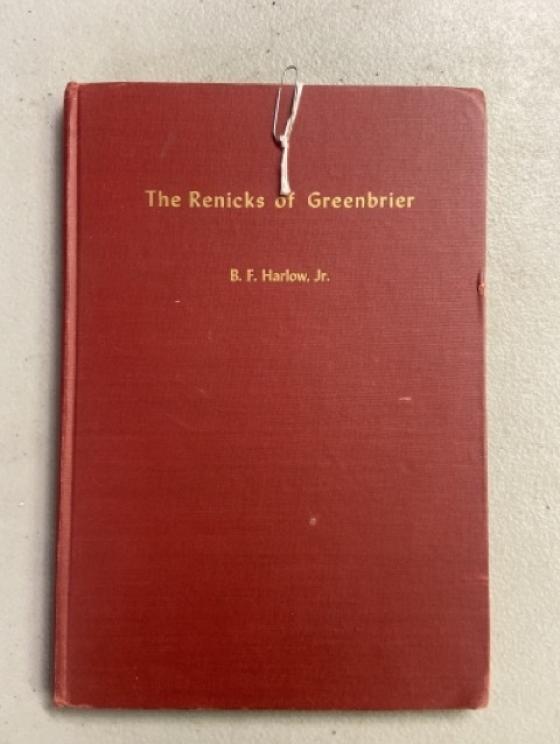 The Renicks of Greenbrier
B. F. Harlow, Jr.